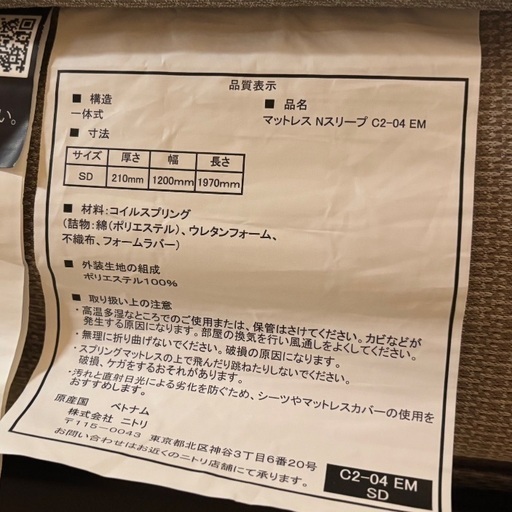 い。
品質表示
■ 構造
一体式
■ 品名
マットレス Nスリープ C2-04 EM
■ 寸法
サイズ 厚さ 幅 長さ
SD 210mm 1200mm 1970mm
■ 材料:コイルスプリング
(詰物:綿(ポリエステル)、ウレタンフォーム、
不織布、フォームラバー)
■ 外装生地の組成
ポリエステル100%
■ 取り扱い上の注意
・高温多湿なところでのご使用または、保管はさけてください。カビなどが
発生する原因になります。部屋の換気を行い風通しをよくしてください。
・無理に折り曲げないでください。破損の原因になります。
・スプリングマットレスの上で飛んだり跳ねたりしないでください。
破損、ケガをするおそれがあります。
・汚れと直射日光による劣化を防ぐため、シーツやマットレスカバーの使用を
おすすめします。
原産国 ベトナム
株式会社 ニトリ
〒115-0043 東京都北区神谷3丁目6番20号
お問い合わせはお近くのニトリ店舗にて承ります。
C2-04 EM
SD